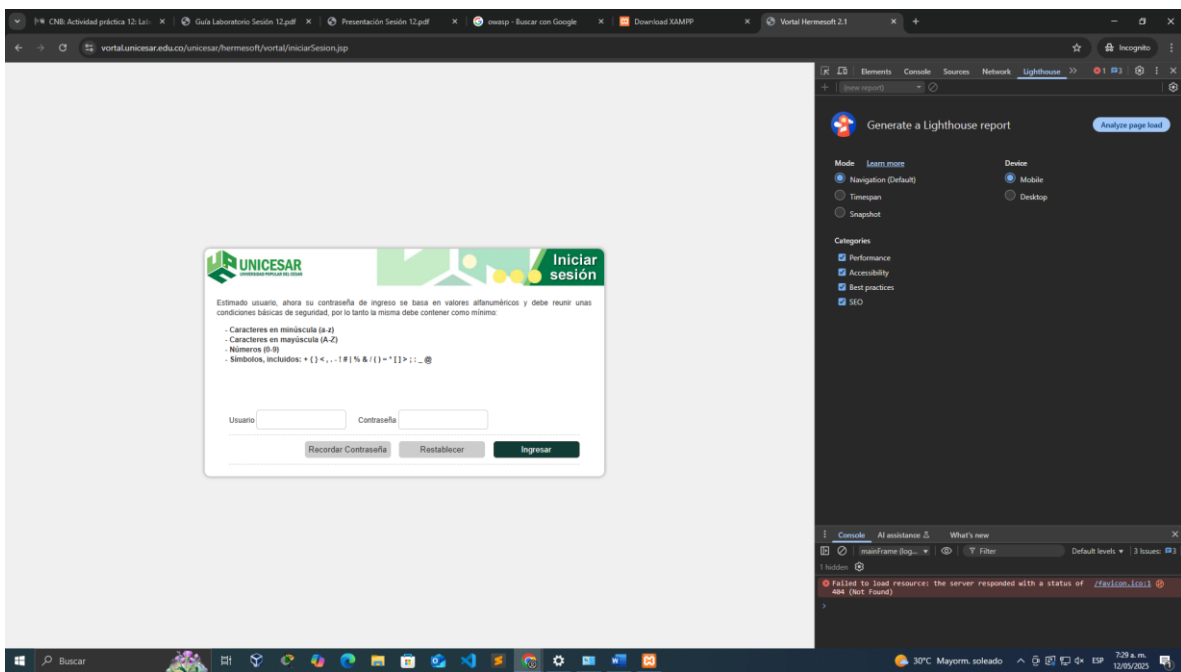 CNB: Actividad práctica 12: Lab
Guía Laboratorio Sesión 12.pdf
Presentación Sesión 12.pdf
owasp - Buscar con Google
Download XAMPP
Vortal Hermesoft 2.1
vortal.unicesar.edu.co/unicesar/hermesoft/vortal/iniciarSesion.jsp
Incognito
Elements Console Sources Network Lighthouse
1 3
(new report)
Generate a Lighthouse report
Analyze page load
Mode Learn more
Device
Navigation (Default)
Mobile
Timespan
Desktop
Snapshot
Categories
Performance
Accessibility
Best practices
SEO
UNICESAR
UNIVERSIDAD POPULAR DEL CESAR
Iniciar
sesión
Estimado usuario, ahora su contraseña de ingreso se basa en valores alfanuméricos y debe reunir unas
condiciones básicas de seguridad, por lo tanto la misma debe contener como mínimo:
- Caracteres en minúscula (a-z)
- Caracteres en mayúscula (A-Z)
- Números (0-9)
- Símbolos, incluidos: + { } < , . - ! # | % & / ( ) = * [ ] > ; : _ @
Usuario
Contraseña
Recordar Contraseña
Restablecer
Ingresar
Console AI assistance What's new
mainFrame (log... Filter Default levels 3 Issues: 3
1 hidden
Failed to load resource: the server responded with a status of /favicon.ico:1
404 (Not Found)
Buscar
30°C Mayorm. soleado
ESP
7:29 a. m.
12/05/2025